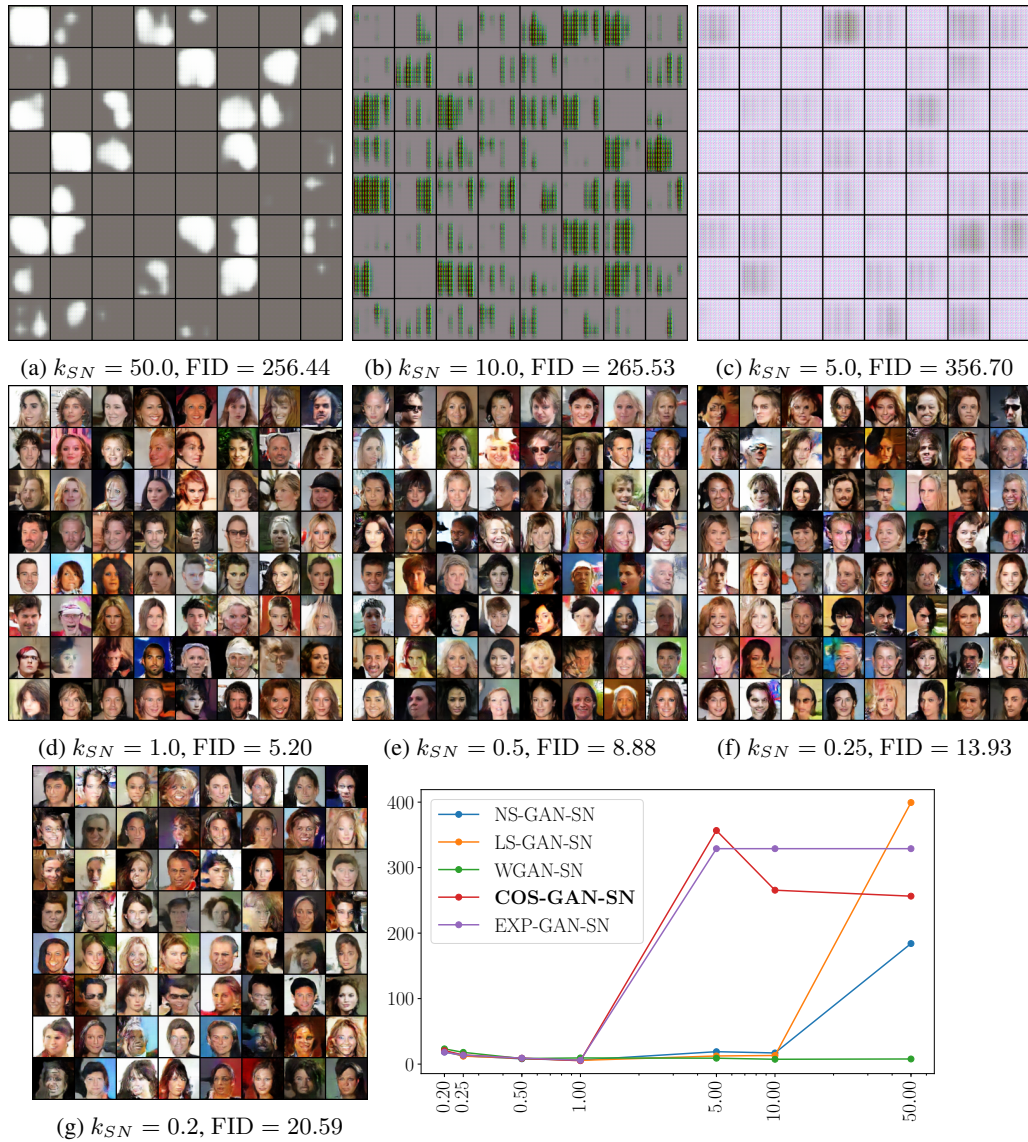 (a) k_{SN} = 50.0, FID = 256.44
(b) k_{SN} = 10.0, FID = 265.53
(c) k_{SN} = 5.0, FID = 356.70
(d) k_{SN} = 1.0, FID = 5.20
(e) k_{SN} = 0.5, FID = 8.88
(f) k_{SN} = 0.25, FID = 13.93
(g) k_{SN} = 0.2, FID = 20.59
400
300
200
100
0
NS-GAN-SN
LS-GAN-SN
WGAN-SN
COS-GAN-SN
EXP-GAN-SN
0.20
0.25
0.50
1.00
5.00
10.00
50.00